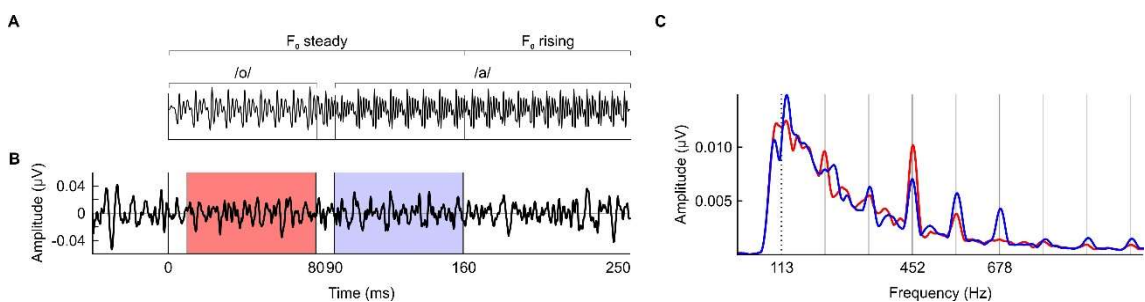 A
F₀ steady
F₀ rising
/o/
/a/
B
Amplitude (µV)
0.04
0
-0.04
0
80
90
160
250
Time (ms)
C
Amplitude (µV)
0.010
0.005
113
452
678
Frequency (Hz)